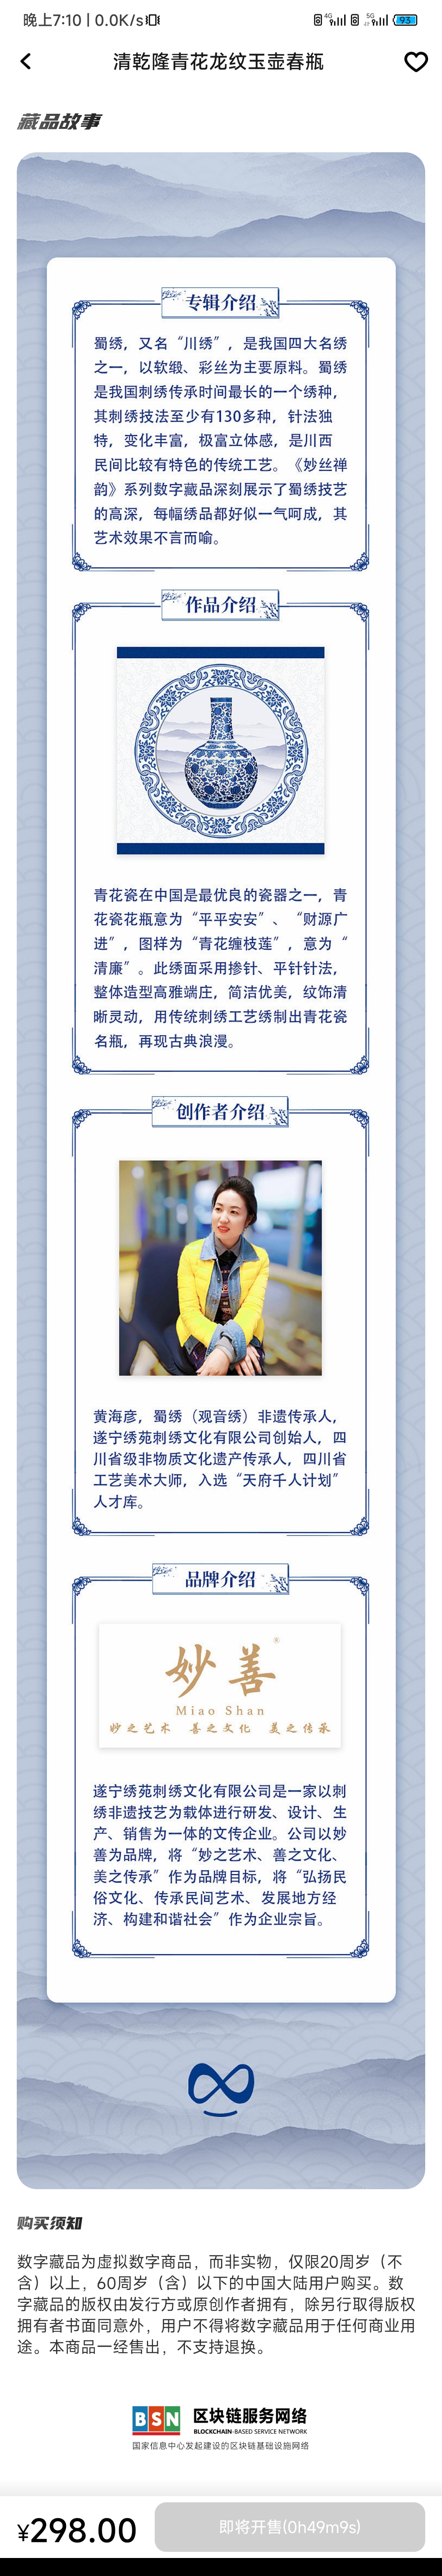 晚上7:10 | 0.0K/s
4G
5G
93
清乾隆青花龙纹玉壶春瓶
藏品故事
专辑介绍
蜀绣，又名“川绣”，是我国四大名绣
之一，以软缎、彩丝为主要原料。蜀绣
是我国刺绣传承时间最长的一个绣种，
其刺绣技法至少有130多种，针法独
特，变化丰富，极富立体感，是川西
民间比较有特色的传统工艺。《妙丝禅
韵》系列数字藏品深刻展示了蜀绣技艺
的高深，每幅绣品都好似一气呵成，其
艺术效果不言而喻。
作品介绍
青花瓷在中国是最优良的瓷器之一，青
花瓷花瓶意为“平平安安”、“财源广
进”，图样为“青花缠枝莲”，意为“
清廉”。此绣面采用掺针、平针针法，
整体造型高雅端庄，简洁优美，纹饰清
晰灵动，用传统刺绣工艺绣制出青花瓷
名瓶，再现古典浪漫。
创作者介绍
黄海彦，蜀绣（观音绣）非遗传承人，
遂宁绣苑刺绣文化有限公司创始人，四
川省级非物质文化遗产传承人，四川省
工艺美术大师，入选“天府千人计划”
人才库。
品牌介绍
妙善®
Miao Shan
妙之艺术 善之文化 美之传承
遂宁绣苑刺绣文化有限公司是一家以刺
绣非遗技艺为载体进行研发、设计、生
产、销售为一体的文传企业。公司以妙
善为品牌，将“妙之艺术、善之文化、
美之传承”作为品牌目标，将“弘扬民
俗文化、传承民间艺术、发展地方经
济、构建和谐社会”作为企业宗旨。
购买须知
数字藏品为虚拟数字商品，而非实物，仅限20周岁（不
含）以上，60周岁（含）以下的中国大陆用户购买。数
字藏品的版权由发行方或原创作者拥有，除另行取得版权
拥有者书面同意外，用户不得将数字藏品用于任何商业用
途。本商品一经售出，不支持退换。
BSN 区块链服务网络
BLOCKCHAIN-BASED SERVICE NETWORK
国家信息中心发起建设的区块链基础设施网络
¥298.00
即将开售(0h49m9s)